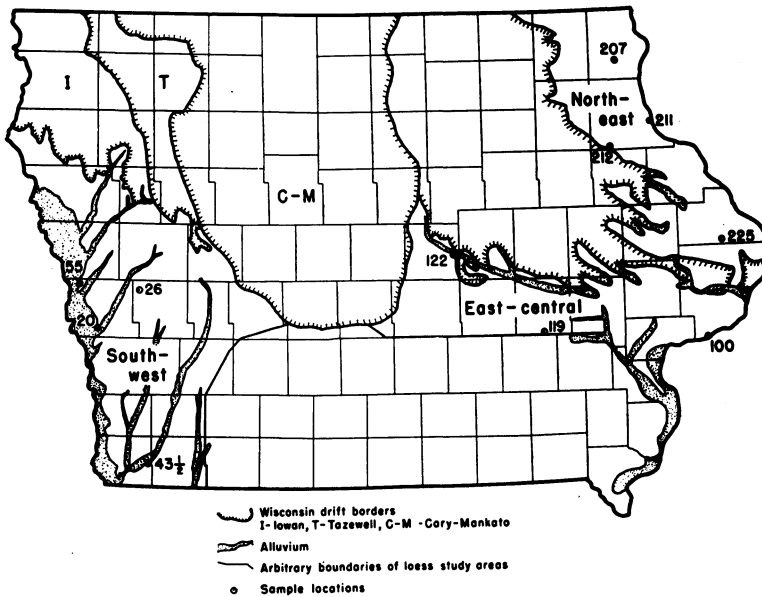 207
I
T
North-
east
211
212
C-M
225
55
122
26
East-central
20
119
100
South-
west
43½
Wisconsin drift borders
I-Iowan, T-Tazewell, C-M -Cary-Mankato
Alluvium
Arbitrary boundaries of loess study areas
Sample locations